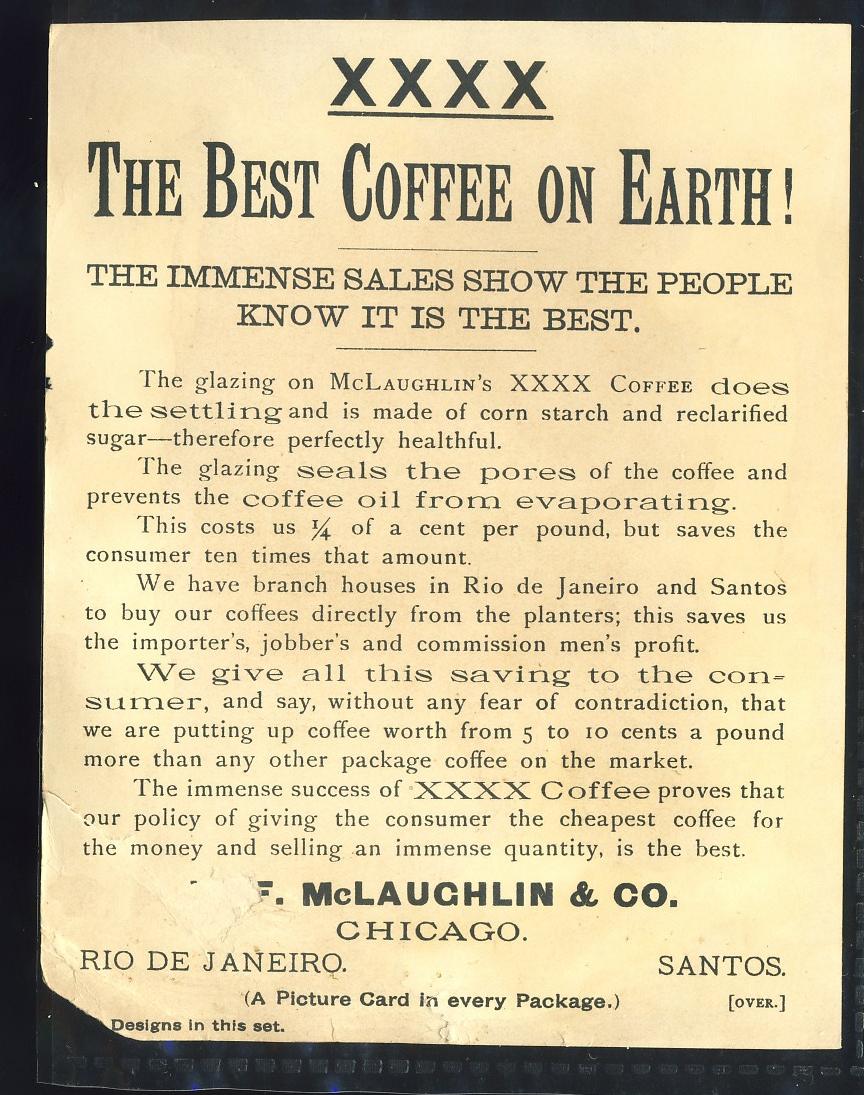 XXXX
THE BEST COFFEE ON EARTH!
THE IMMENSE SALES SHOW THE PEOPLE
KNOW IT IS THE BEST.
The glazing on MCLAUGHLIN'S XXXX COFFEE does
the settling and is made of corn starch and reclarified
sugar—therefore perfectly healthful.
The glazing seals the pores of the coffee and
prevents the coffee oil from evaporating.
This costs us ¼ of a cent per pound, but saves the
consumer ten times that amount.
We have branch houses in Rio de Janeiro and Santos
to buy our coffees directly from the planters; this saves us
the importer's, jobber's and commission men's profit.
We give all this saving to the con-
sumer, and say, without any fear of contradiction, that
we are putting up coffee worth from 5 to 10 cents a pound
more than any other package coffee on the market.
The immense success of XXXX Coffee proves that
our policy of giving the consumer the cheapest coffee for
the money and selling an immense quantity, is the best.
F. McLAUGHLIN & CO.
CHICAGO.
RIO DE JANEIRO. SANTOS.
(A Picture Card in every Package.) [OVER.]
Designs in this set.